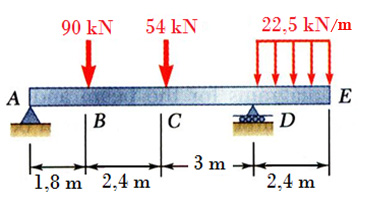 90 kN 54 kN 22,5 kN/m
A B C D E
3 m
1,8 m 2,4 m 2,4 m